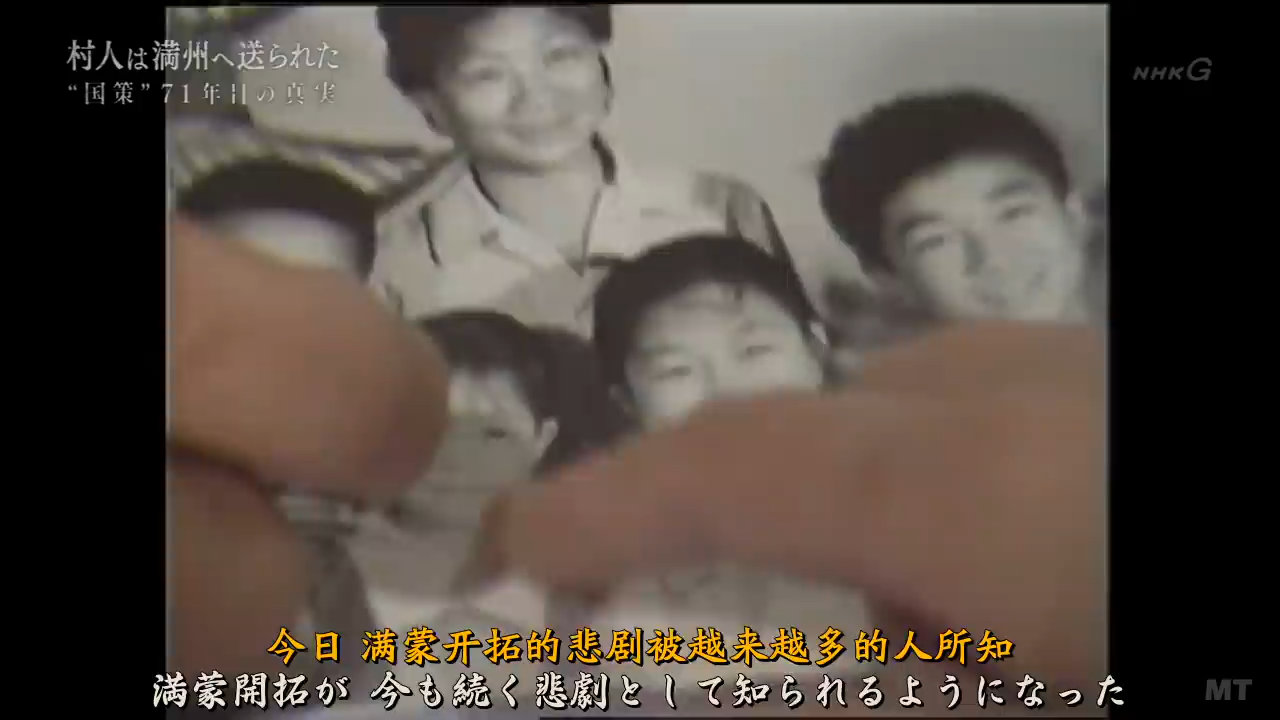 村人は満州へ送られた
“国策”71年目の真実
NHK G
今日 满蒙开拓的悲剧被越来越多的人所知
満蒙開拓が 今も続く悲劇として知られるようになった
MT